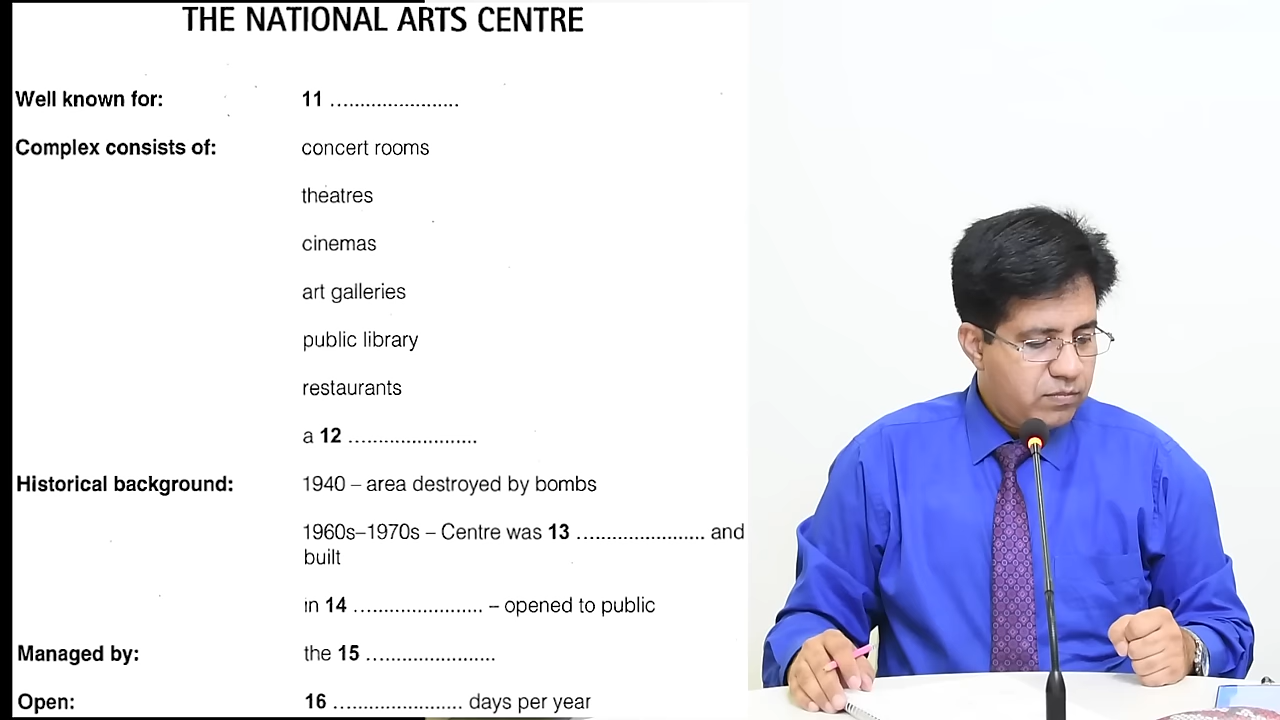 THE NATIONAL ARTS CENTRE
Well known for: 11 ........................
Complex consists of: concert rooms
theatres
cinemas
art galleries
public library
restaurants
a 12 ........................
Historical background: 1940 – area destroyed by bombs
1960s–1970s – Centre was 13 ........................ and
built
in 14 ........................ – opened to public
Managed by: the 15 ........................
Open: 16 ........................ days per year